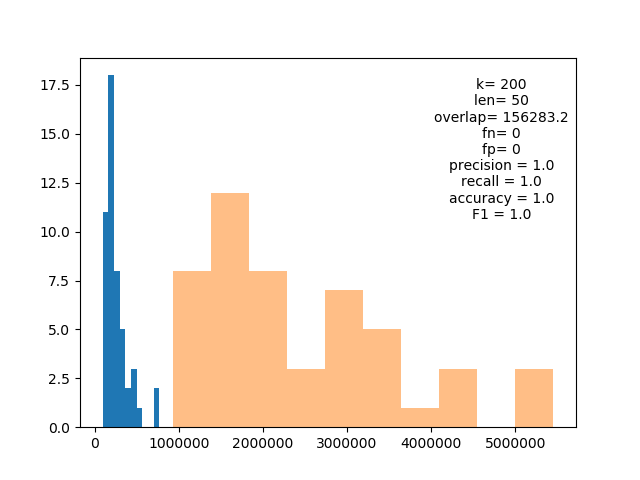 k= 200
len= 50
overlap= 156283.2
fn= 0
fp= 0
precision = 1.0
recall = 1.0
accuracy = 1.0
F1 = 1.0
17.5
15.0
12.5
10.0
7.5
5.0
2.5
0.0
0 1000000 2000000 3000000 4000000 5000000